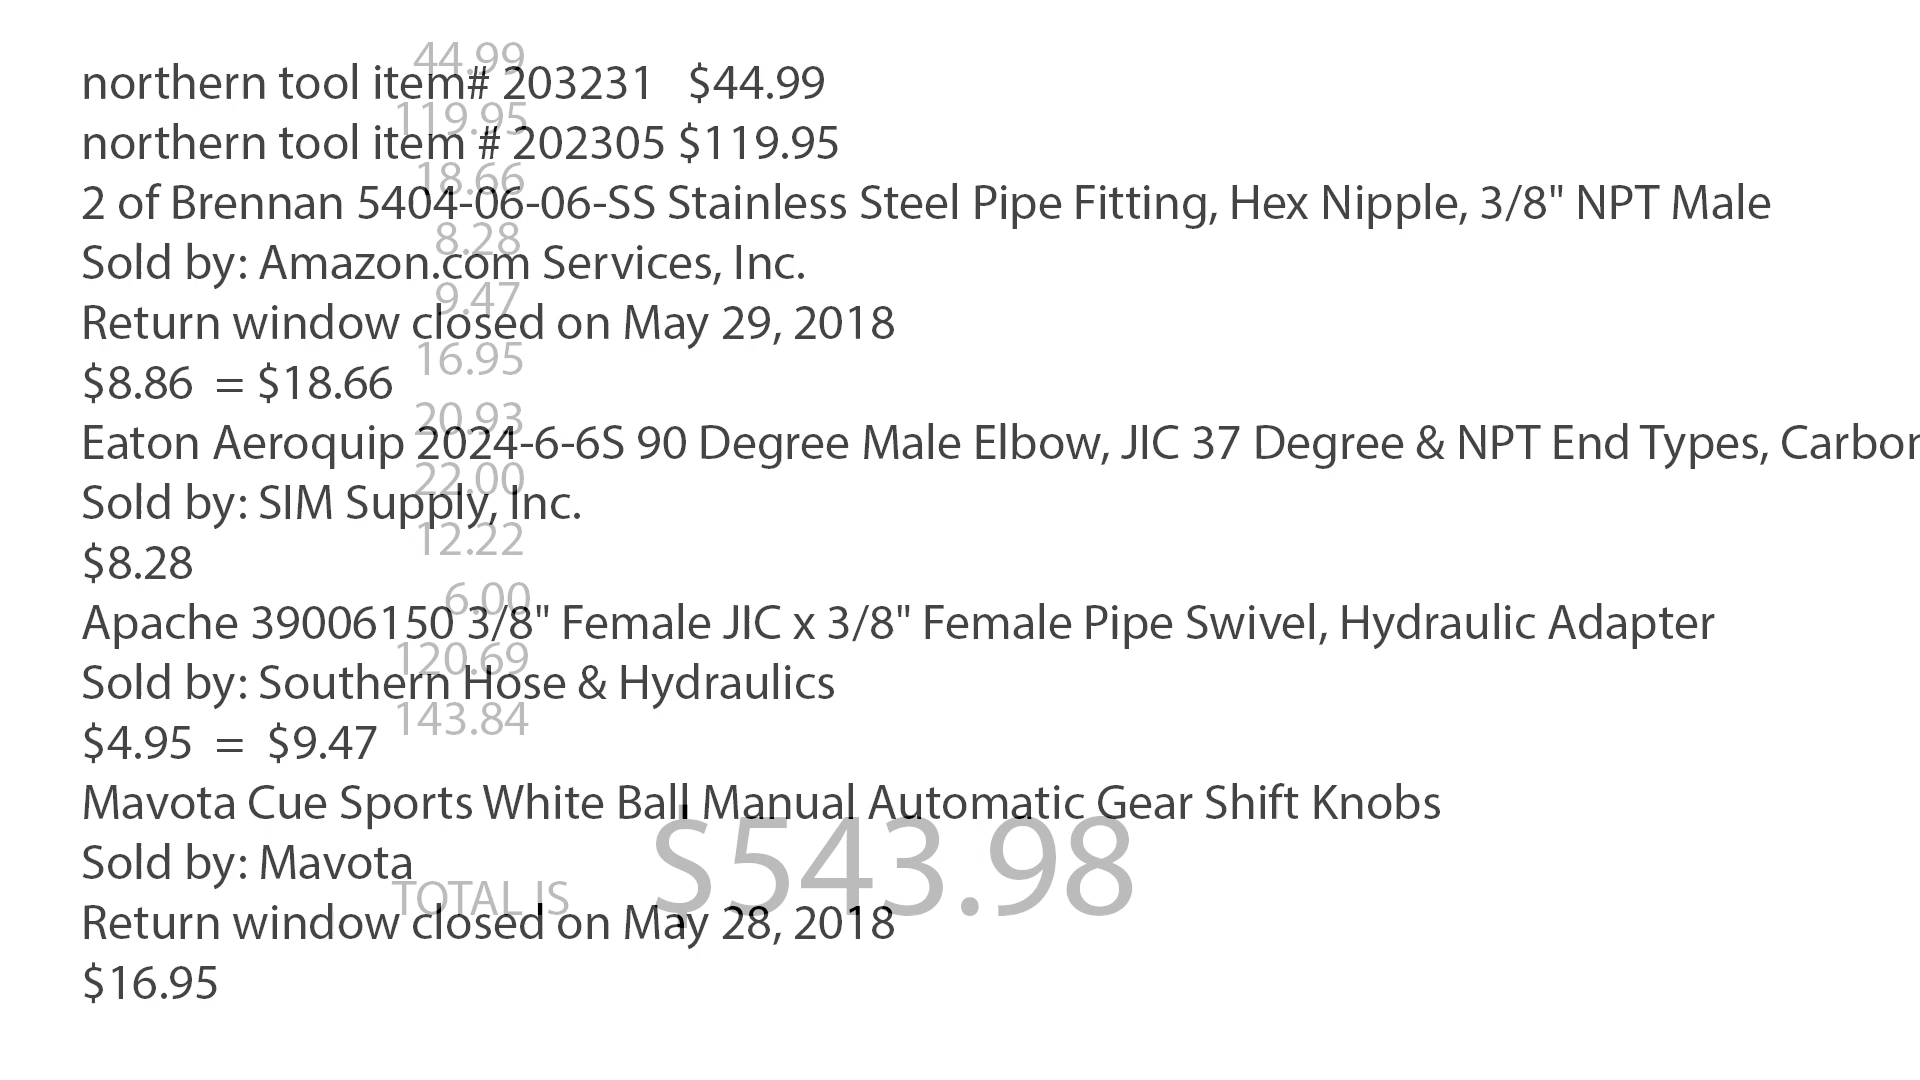 northern tool item# 203231 $44.99
northern tool item # 202305 $119.95
2 of Brennan 5404-06-06-SS Stainless Steel Pipe Fitting, Hex Nipple, 3/8" NPT Male
Sold by: Amazon.com Services, Inc.
Return window closed on May 29, 2018
$8.86 = $18.66
Eaton Aeroquip 2024-6-6S 90 Degree Male Elbow, JIC 37 Degree & NPT End Types, Carbon
Sold by: SIM Supply, Inc.
$8.28
Apache 39006150 3/8" Female JIC x 3/8" Female Pipe Swivel, Hydraulic Adapter
Sold by: Southern Hose & Hydraulics
$4.95 = $9.47
Mavota Cue Sports White Ball Manual Automatic Gear Shift Knobs
Sold by: Mavota
Return window closed on May 28, 2018
$16.95
44.99
119.95
18.66
8.28
9.47
16.95
20.93
22.00
12.22
6.00
120.69
143.84
TOTAL IS $543.98